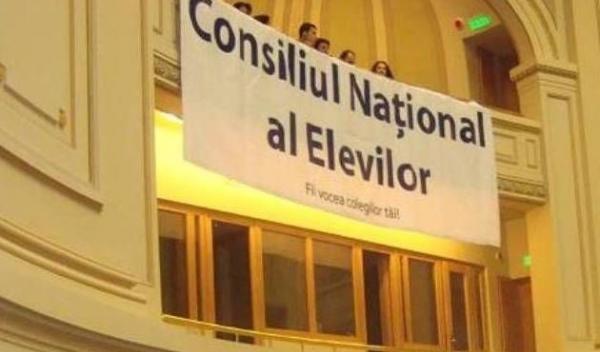 Consiliul Național
al Elevilor
Fii vocea colegilor tăi!